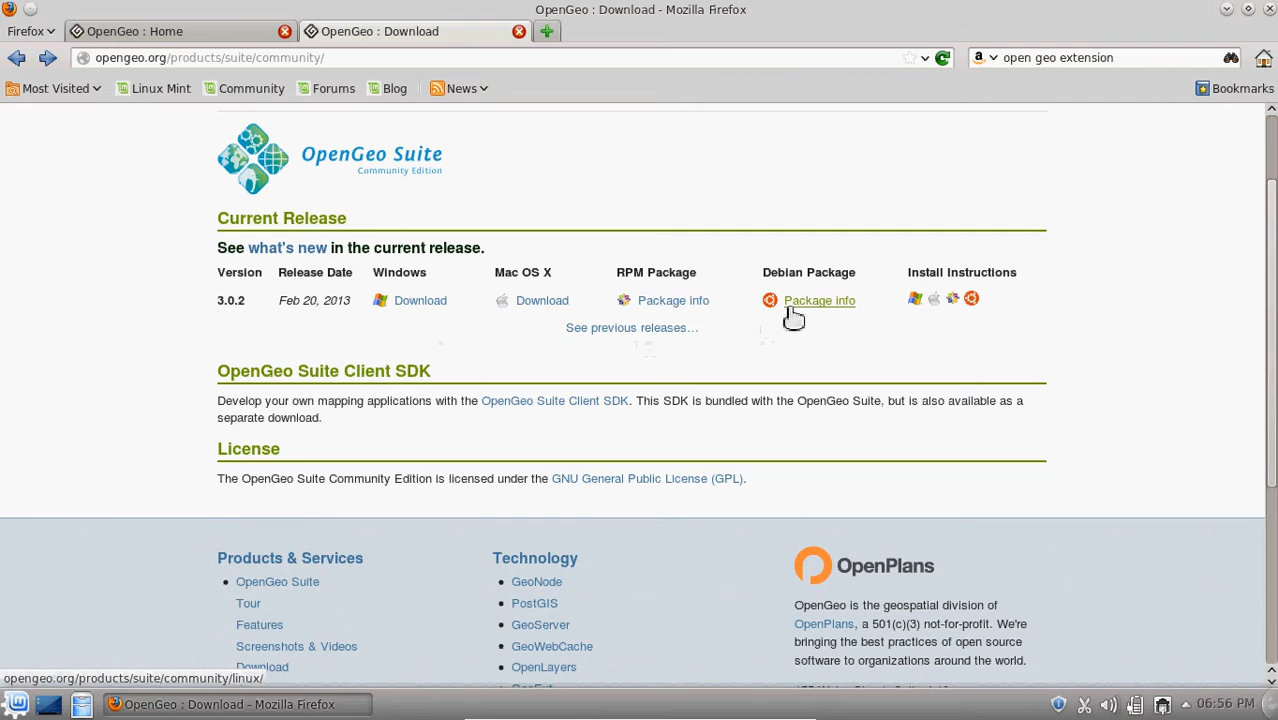 OpenGeo : Download - Mozilla Firefox
Firefox
OpenGeo : Home
OpenGeo : Download
opengeo.org/products/suite/community/
open geo extension
Most Visited
Linux Mint
Community
Forums
Blog
News
Bookmarks
OpenGeo Suite
Community Edition
Current Release
See what's new in the current release.
Version Release Date Windows Mac OS X RPM Package Debian Package Install Instructions
3.0.2 Feb 20, 2013 Download Download Package info Package info
See previous releases...
OpenGeo Suite Client SDK
Develop your own mapping applications with the OpenGeo Suite Client SDK. This SDK is bundled with the OpenGeo Suite, but is also available as a
separate download.
License
The OpenGeo Suite Community Edition is licensed under the GNU General Public License (GPL).
Products & Services
OpenGeo Suite
Tour
Features
Screenshots & Videos
Download
Technology
GeoNode
PostGIS
GeoServer
GeoWebCache
OpenLayers
OpenPlans
OpenGeo is the geospatial division of
OpenPlans, a 501(c)(3) not-for-profit. We're
bringing the best practices of open source
software to organizations around the world.
opengeo.org/products/suite/community/linux/
OpenGeo : Download - Mozilla Firefox
06:56 PM